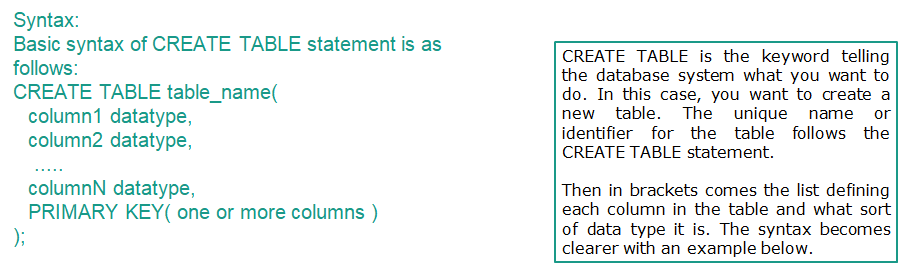 Syntax:
Basic syntax of CREATE TABLE statement is as
follows:
CREATE TABLE table_name(
column1 datatype,
column2 datatype,
.....
columnN datatype,
PRIMARY KEY( one or more columns )
);
CREATE TABLE is the keyword telling
the database system what you want to
do. In this case, you want to create a
new table. The unique name or
identifier for the table follows the
CREATE TABLE statement.
Then in brackets comes the list defining
each column in the table and what sort
of data type it is. The syntax becomes
clearer with an example below.